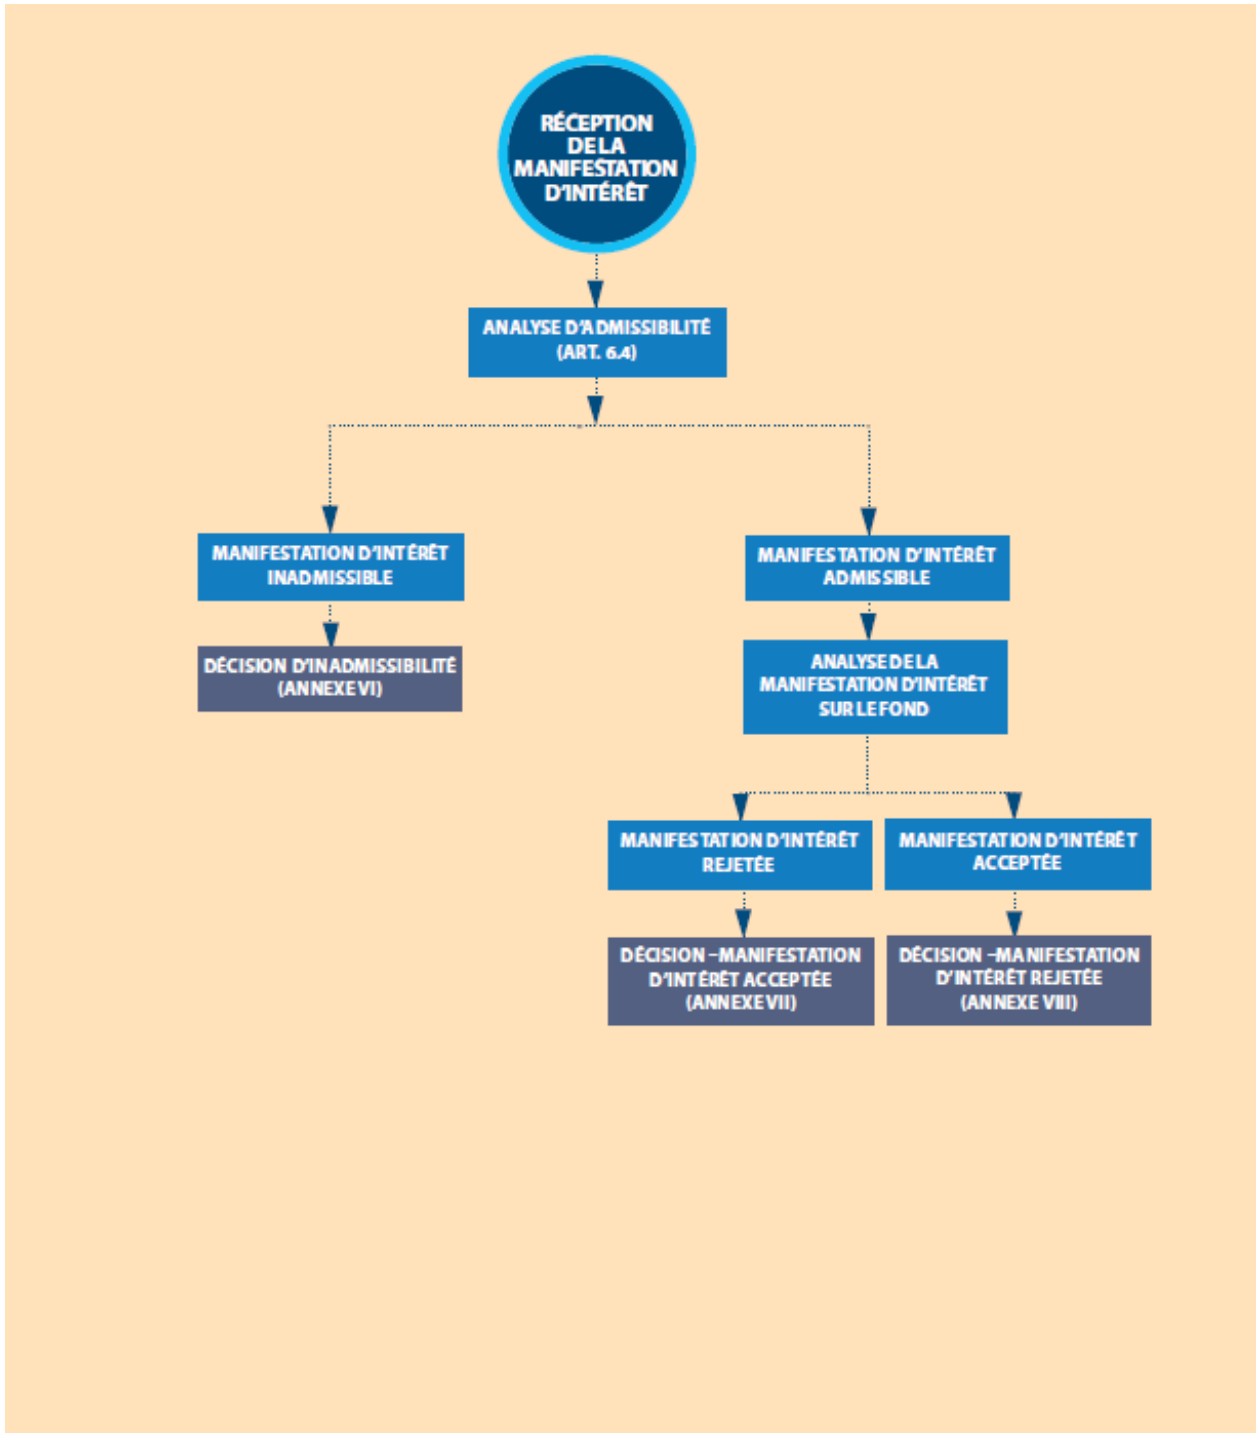 RÉCEPTION
DE LA
MANIFESTATION
D'INTÉRÊT
ANALYSE D'ADMISSIBILITÉ
(ART. 6.4)
MANIFESTATION D'INTÉRÊT
INADMISSIBLE
DÉCISION D'INADMISSIBILITÉ
(ANNEXE VI)
MANIFESTATION D'INTÉRÊT
ADMISSIBLE
ANALYSE DE LA
MANIFESTATION D'INTÉRÊT
SUR LE FOND
MANIFESTATION D'INTÉRÊT
REJETÉE
DÉCISION –MANIFESTATION
D'INTÉRÊT ACCEPTÉE
(ANNEXE VII)
MANIFESTATION D'INTÉRÊT
ACCEPTÉE
DÉCISION –MANIFESTATION
D'INTÉRÊT REJETÉE
(ANNEXE VIII)